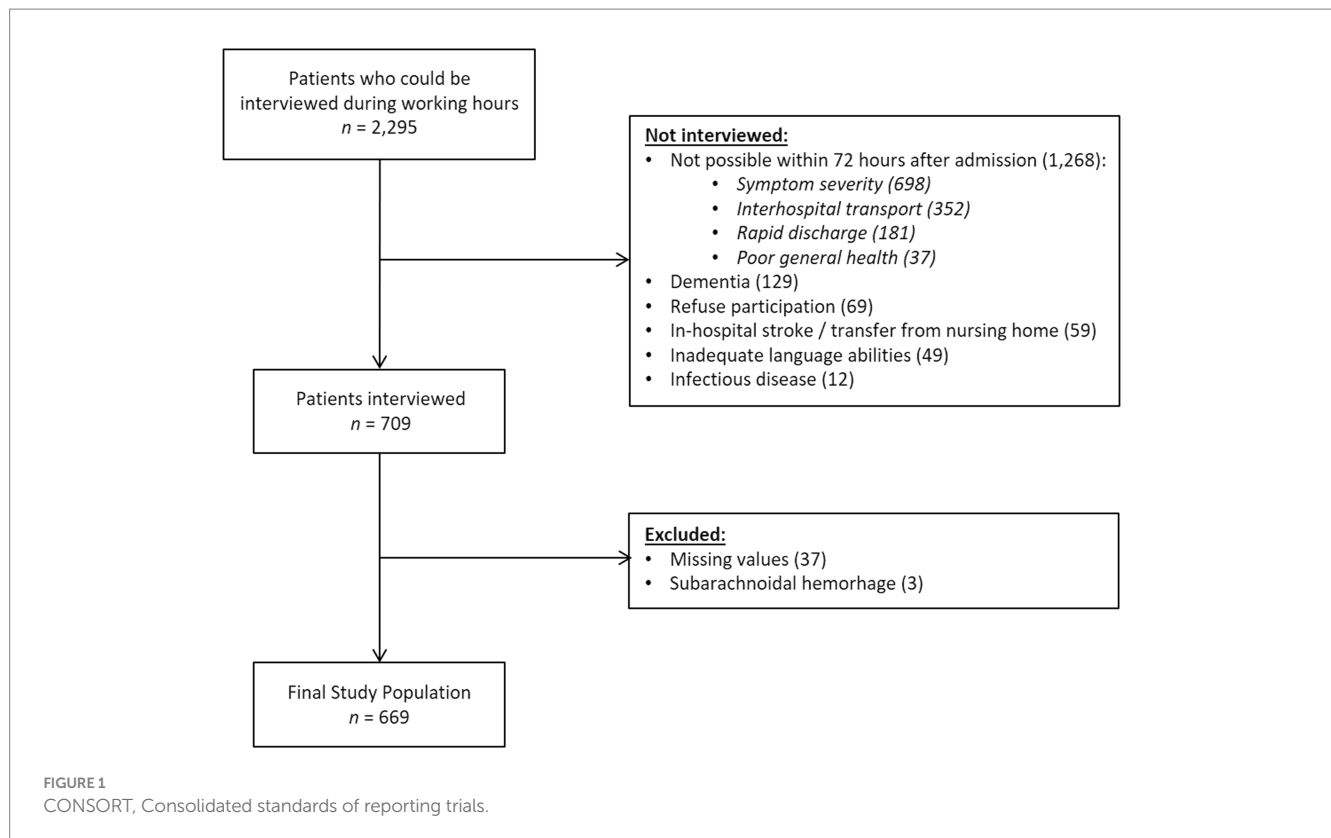 Patients who could be
interviewed during working hours
n = 2,295
Not interviewed:
• Not possible within 72 hours after admission (1,268):
• Symptom severity (698)
• Interhospital transport (352)
• Rapid discharge (181)
• Poor general health (37)
• Dementia (129)
• Refuse participation (69)
• In-hospital stroke / transfer from nursing home (59)
• Inadequate language abilities (49)
• Infectious disease (12)
Patients interviewed
n = 709
Excluded:
• Missing values (37)
• Subarachnoidal hemorhage (3)
Final Study Population
n = 669
FIGURE 1
CONSORT, Consolidated standards of reporting trials.